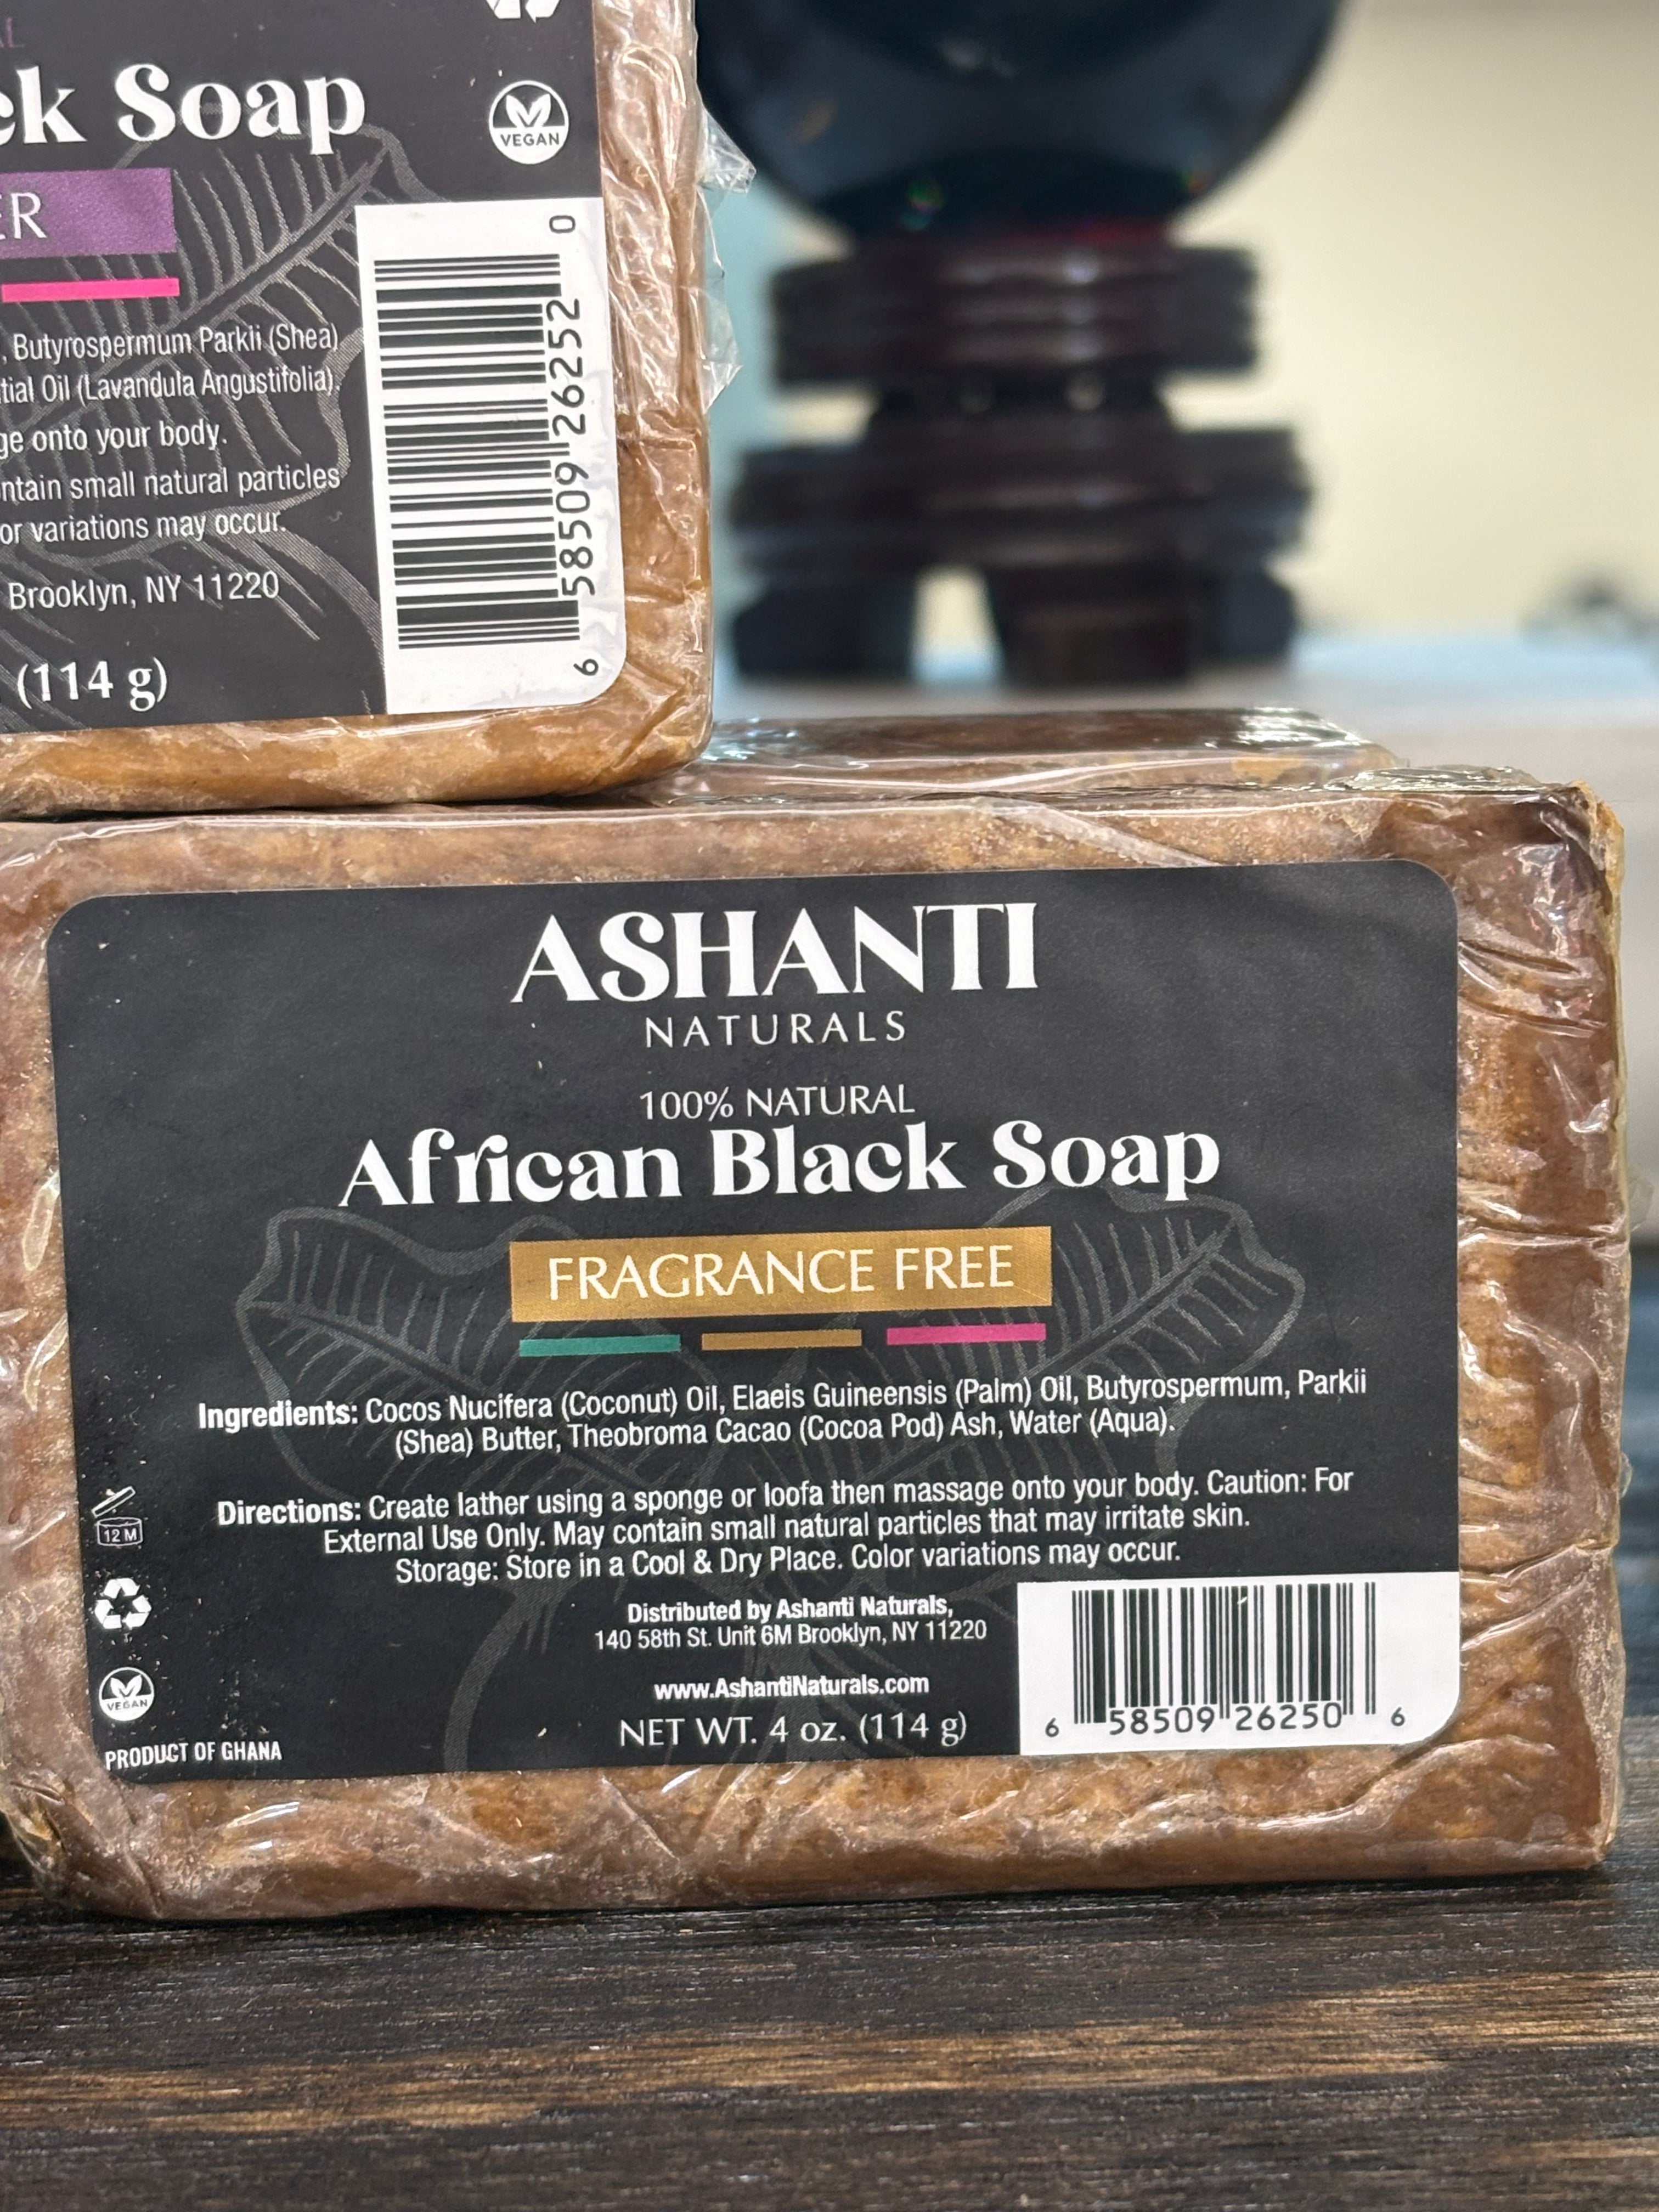 Soap
VEGAN
, Butyrospermum Parkii (Shea)
Oil (Lavandula Angustifolia).
onto your body.
small natural particles
or variations may occur.
Brooklyn, NY 11220
(114 g)
6 58509 26252 0
ASHANTI
NATURALS
100% NATURAL
African Black Soap
FRAGRANCE FREE
Ingredients: Cocos Nucifera (Coconut) Oil, Elaeis Guineensis (Palm) Oil, Butyrospermum, Parkii
(Shea) Butter, Theobroma Cacao (Cocoa Pod) Ash, Water (Aqua).
Directions: Create lather using a sponge or loofa then massage onto your body. Caution: For
External Use Only. May contain small natural particles that may irritate skin.
Storage: Store in a Cool & Dry Place. Color variations may occur.
12 M
Distributed by Ashanti Naturals,
140 58th St. Unit 6M Brooklyn, NY 11220
www.AshantiNaturals.com
NET WT. 4 oz. (114 g)
VEGAN
PRODUCT OF GHANA
6 58509 26250 6